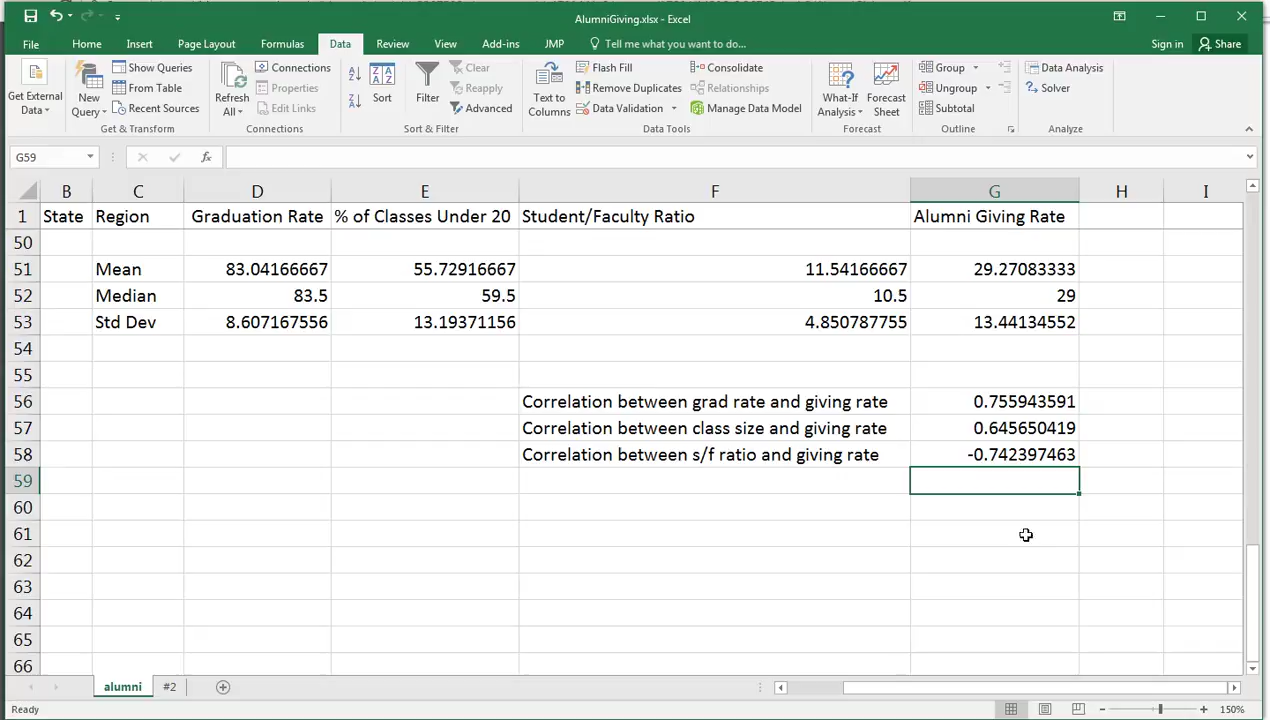 AlumniGiving.xlsx - Excel
File Home Insert Page Layout Formulas Data Review View Add-ins JMP Tell me what you want to do... Sign in Share
Get External Data
New Query
Show Queries
From Table
Recent Sources
Get & Transform
Refresh All
Connections
Properties
Edit Links
Connections
Sort
Filter
Clear
Reapply
Advanced
Sort & Filter
Text to Columns
Flash Fill
Remove Duplicates
Data Validation
Consolidate
Relationships
Manage Data Model
Data Tools
What-If Analysis
Forecast Sheet
Forecast
Group
Ungroup
Subtotal
Outline
Data Analysis
Solver
Analyze
G59 fx
B C D E F G H I
1 State Region Graduation Rate % of Classes Under 20 Student/Faculty Ratio Alumni Giving Rate
50
51 Mean 83.04166667 55.72916667 11.54166667 29.27083333
52 Median 83.5 59.5 10.5 29
53 Std Dev 8.607167556 13.19371156 4.850787755 13.44134552
54
55
56 Correlation between grad rate and giving rate 0.755943591
57 Correlation between class size and giving rate 0.645650419
58 Correlation between s/f ratio and giving rate -0.742397463
59
60
61
62
63
64
65
66
alumni #2
Ready 150%